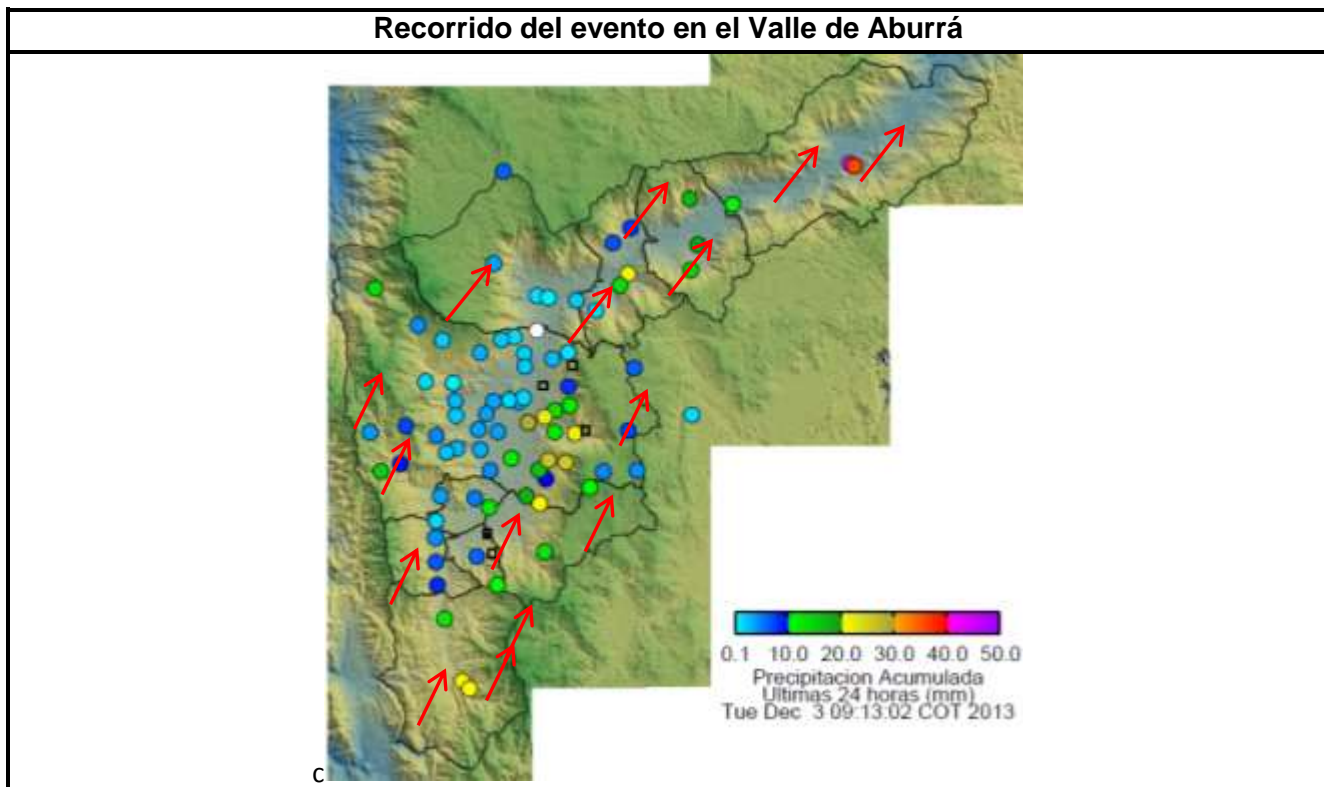 Recorrido del evento en el Valle de Aburrá
0.1 10.0 20.0 30.0 40.0 50.0
Precipitacion Acumulada
Ultimas 24 horas (mm)
Tue Dec 3 09:13:02 COT 2013
c